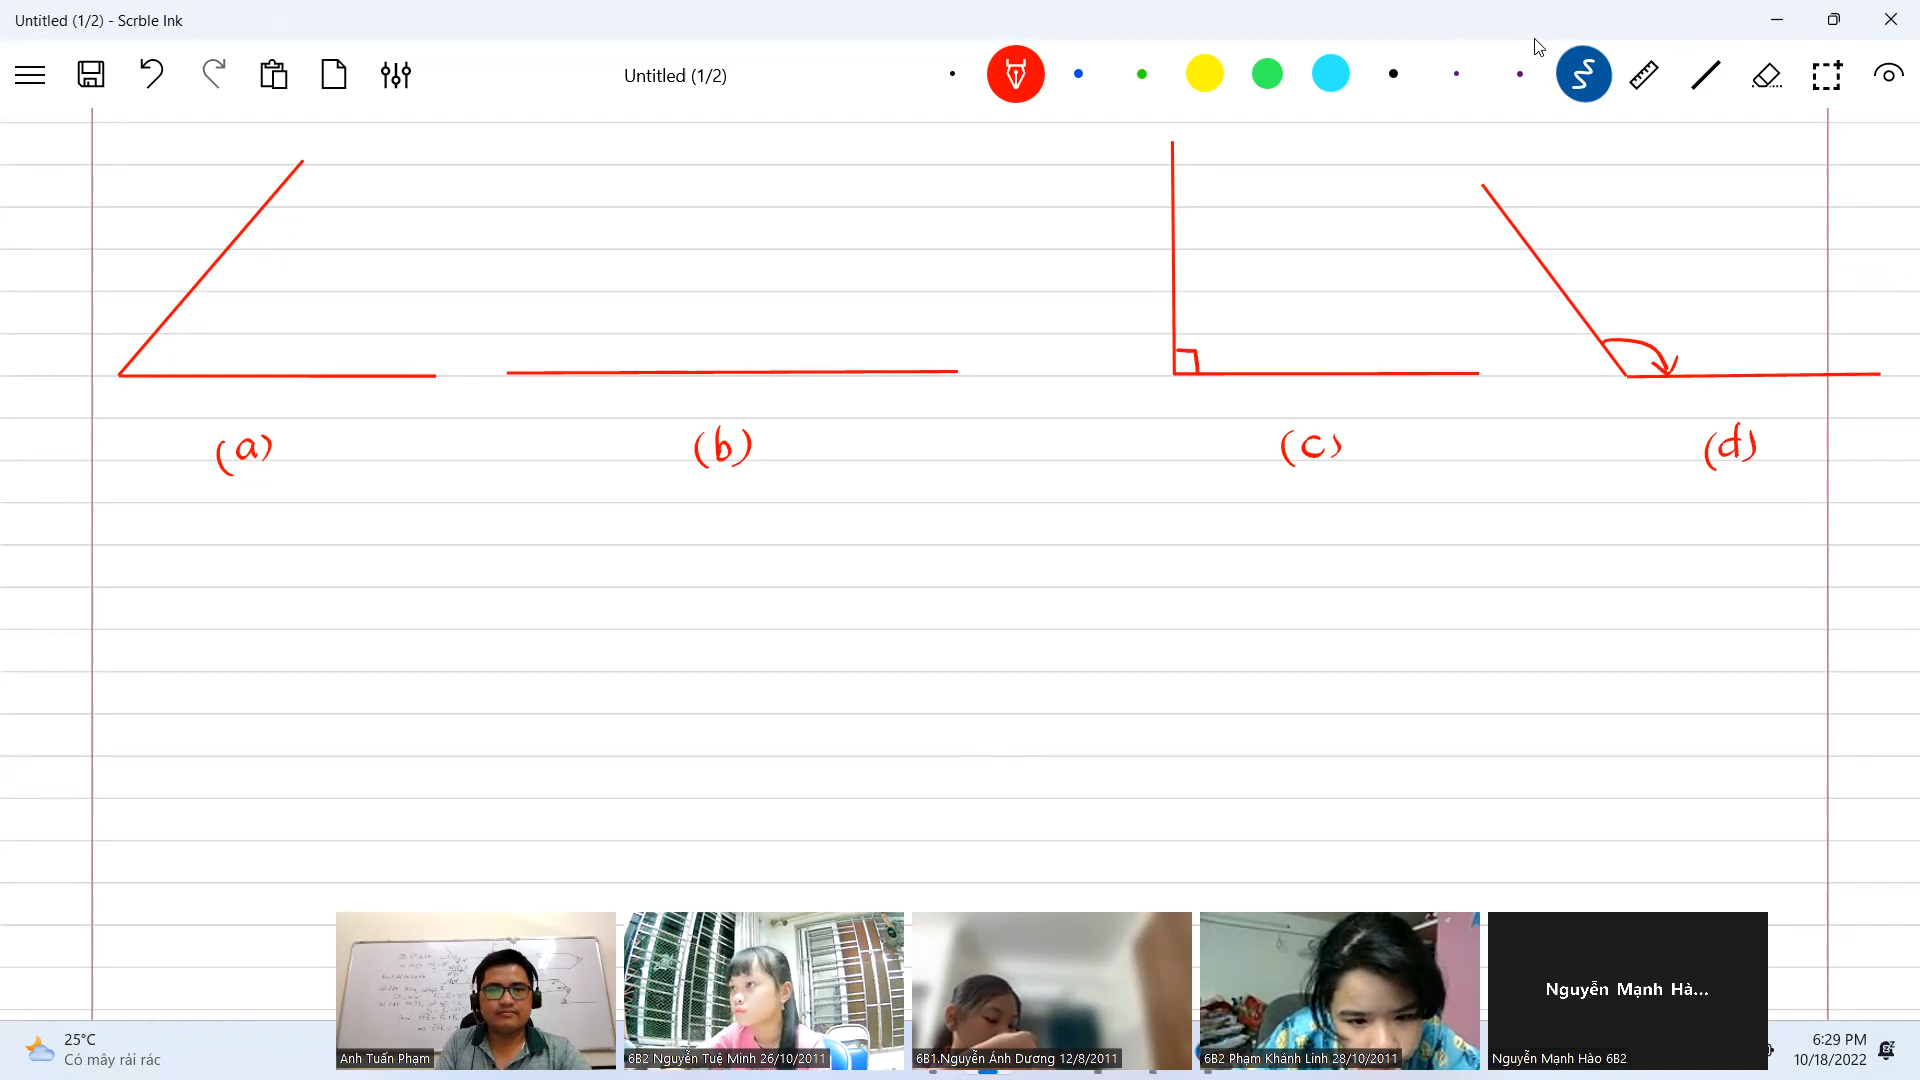 Untitled (1/2) - Scrble Ink
Untitled (1/2)
(a) (b) (c) (d)
Anh Tuấn Phạm
6B2 Nguyễn Tuệ Minh 26/10/2011
6B1.Nguyễn Ánh Dương 12/8/2011
6B2 Phạm Khánh Linh 28/10/2011
Nguyễn Mạnh Hà...
Nguyễn Mạnh Hào 6B2
25°C
Có mây rải rác
6:29 PM
10/18/2022